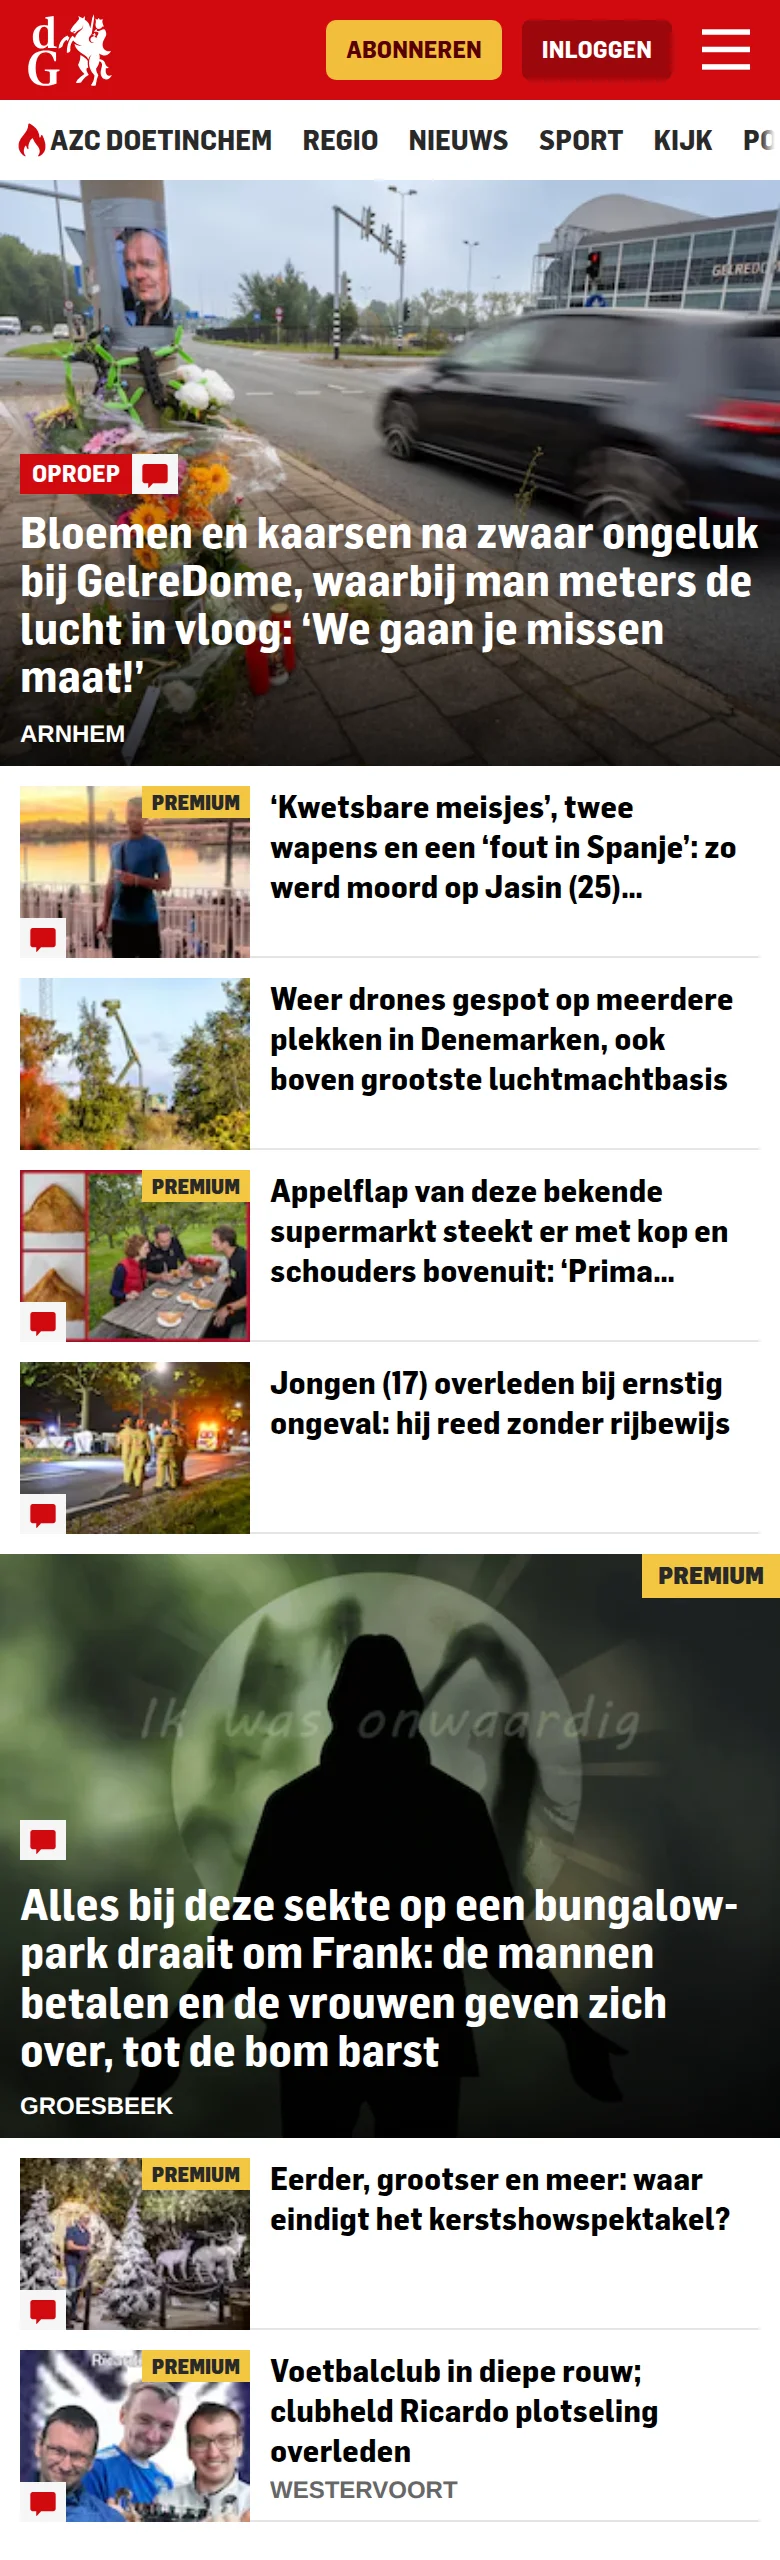 dG
ABONNEREN
INLOGGEN
AZC DOETINCHEM REGIO NIEUWS SPORT KIJK PO
GELREDO
OPROEP
Bloemen en kaarsen na zwaar ongeluk
bij GelreDome, waarbij man meters de
lucht in vloog: ‘We gaan je missen
maat!’
ARNHEM
PREMIUM
‘Kwetsbare meisjes’, twee
wapens en een ‘fout in Spanje’: zo
werd moord op Jasin (25)...
Weer drones gespot op meerdere
plekken in Denemarken, ook
boven grootste luchtmachtbasis
PREMIUM
Appelflap van deze bekende
supermarkt steekt er met kop en
schouders bovenuit: ‘Prima...
Jongen (17) overleden bij ernstig
ongeval: hij reed zonder rijbewijs
PREMIUM
Ik was onwaardig
Alles bij deze sekte op een bungalow-
park draait om Frank: de mannen
betalen en de vrouwen geven zich
over, tot de bom barst
GROESBEEK
PREMIUM
Eerder, grootser en meer: waar
eindigt het kerstshowspektakel?
PREMIUM
Voetbalclub in diepe rouw;
clubheld Ricardo plotseling
overleden
WESTERVOORT